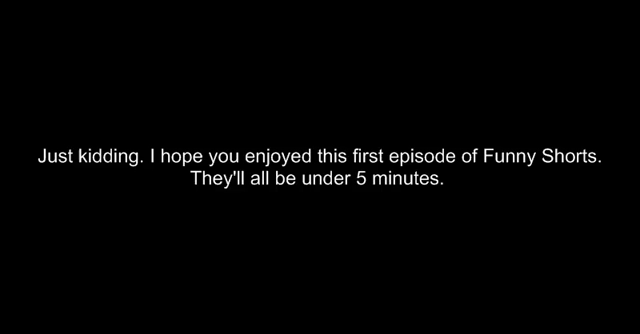 Just kidding. I hope you enjoyed this first episode of Funny Shorts.
They'll all be under 5 minutes.